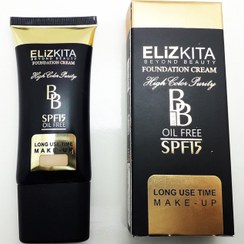 ELIZKITA
BEYOND BEAUTY
FOUNDATION CREAM
High Color Purity
BB
SPF15
OIL FREE
LONG USE TIME
MAKE-UP
ELIZKITA
BEYOND BEAUTY
FOUNDATION CREAM
High Color Purity
BB
OIL FREE
SPF15
LONG USE TIME
MAKE-UP